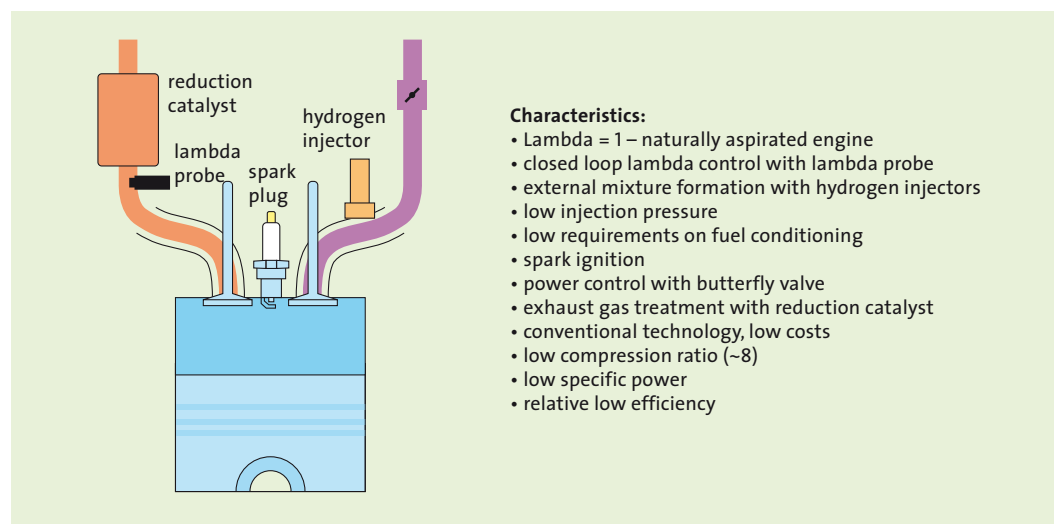 reduction
catalyst
lambda
probe
spark
plug
hydrogen
injector
Characteristics:
• Lambda = 1 – naturally aspirated engine
• closed loop lambda control with lambda probe
• external mixture formation with hydrogen injectors
• low injection pressure
• low requirements on fuel conditioning
• spark ignition
• power control with butterfly valve
• exhaust gas treatment with reduction catalyst
• conventional technology, low costs
• low compression ratio (~8)
• low specific power
• relative low efficiency